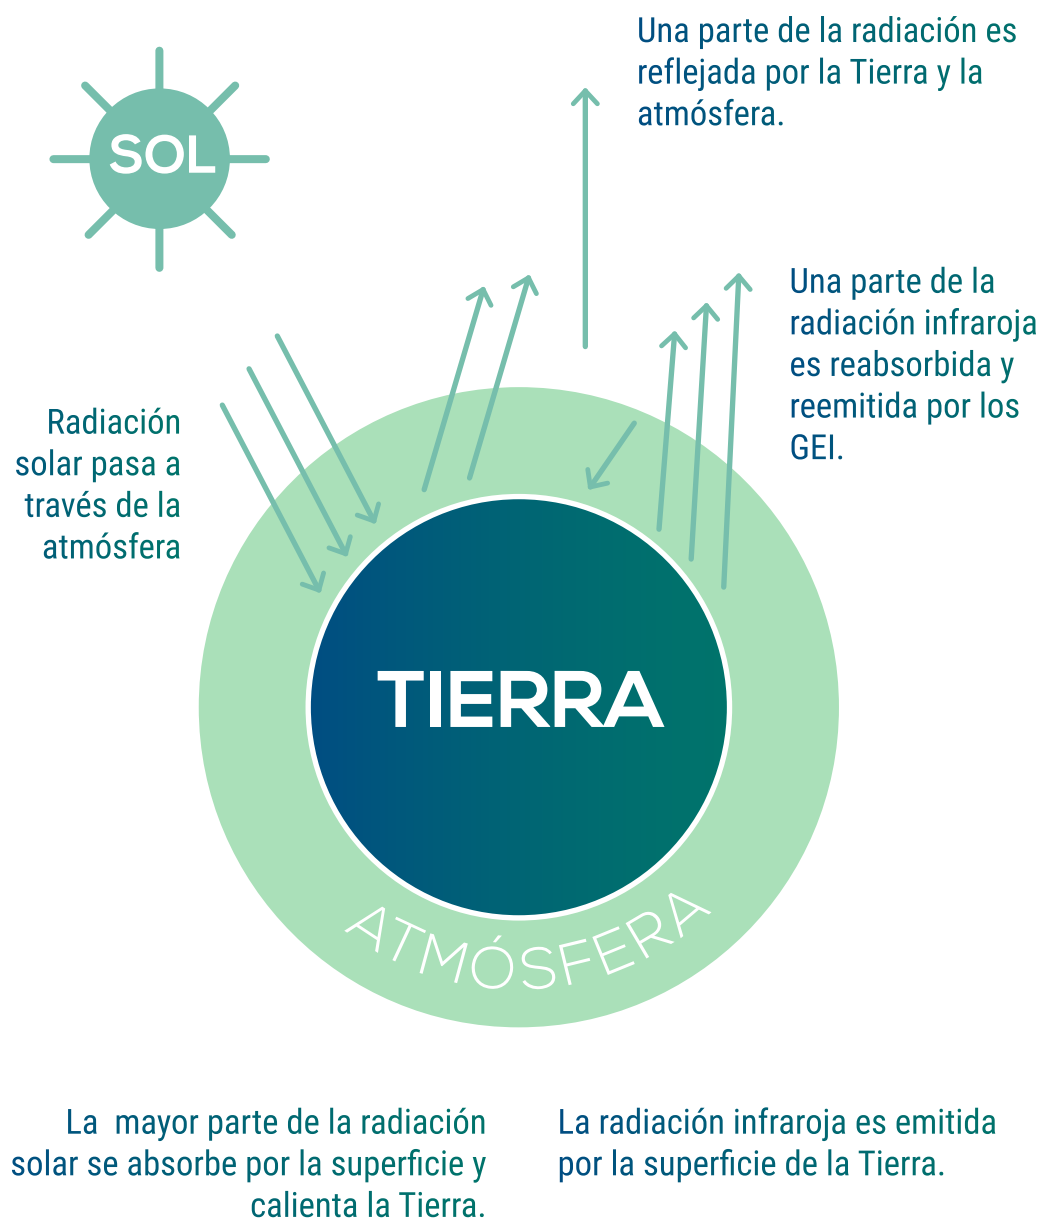 Una parte de la radiación es
reflejada por la Tierra y la
atmósfera.
SOL
Una parte de la
radiación infraroja
es reabsorbida y
reemitida por los
GEI.
Radiación
solar pasa a
través de la
atmósfera
TIERRA
ATMÓSFERA
La mayor parte de la radiación
solar se absorbe por la superficie y
calienta la Tierra.
La radiación infraroja es emitida
por la superficie de la Tierra.